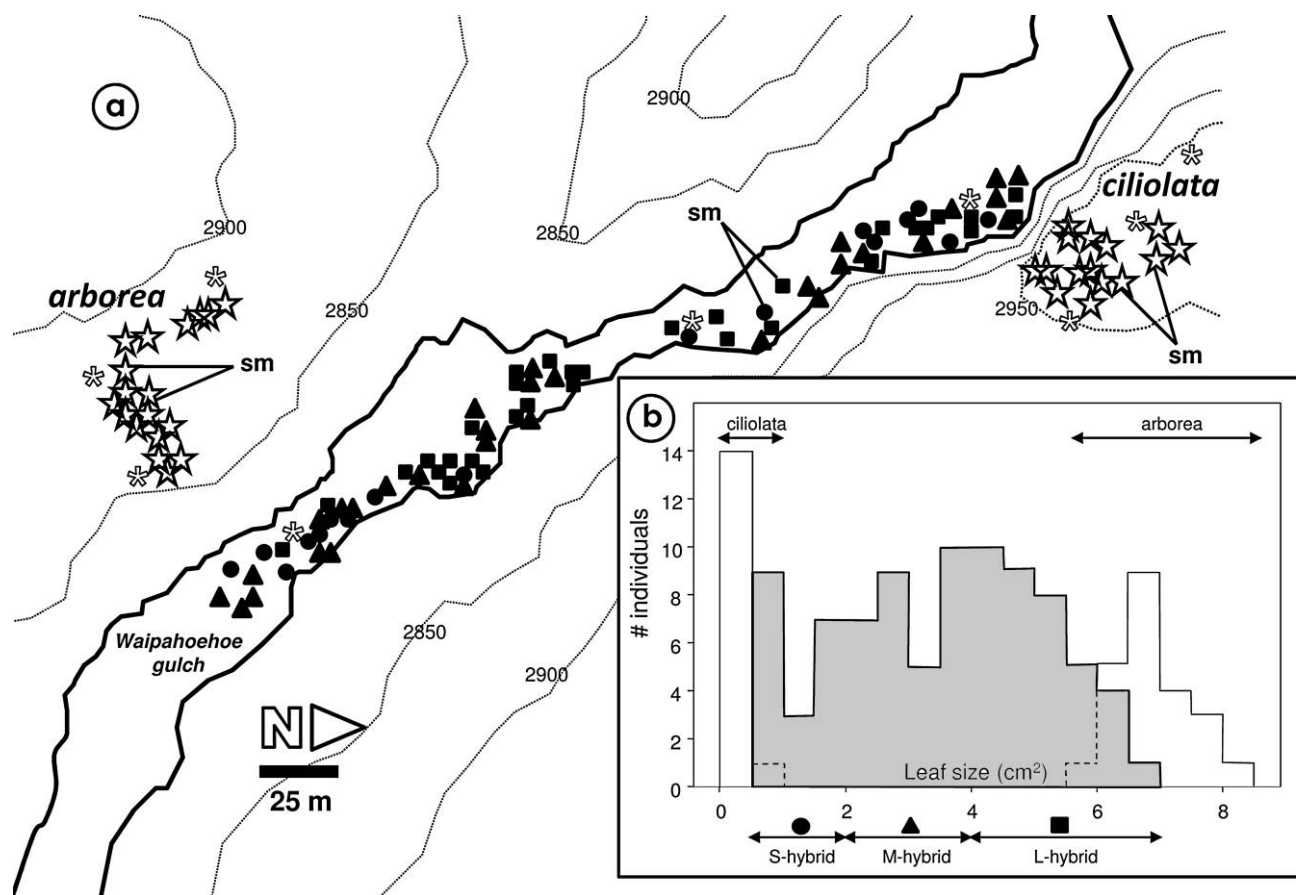 a
2900
2900
2850
2850
sm
ciliolata
arborea
2950
sm
sm
Waipahoehoe
gulch
2850
2900
N
25 m
b
ciliolata
arborea
# individuals
14
12
10
8
6
4
2
0
Leaf size (cm²)
0 2 4 6 8
S-hybrid M-hybrid L-hybrid